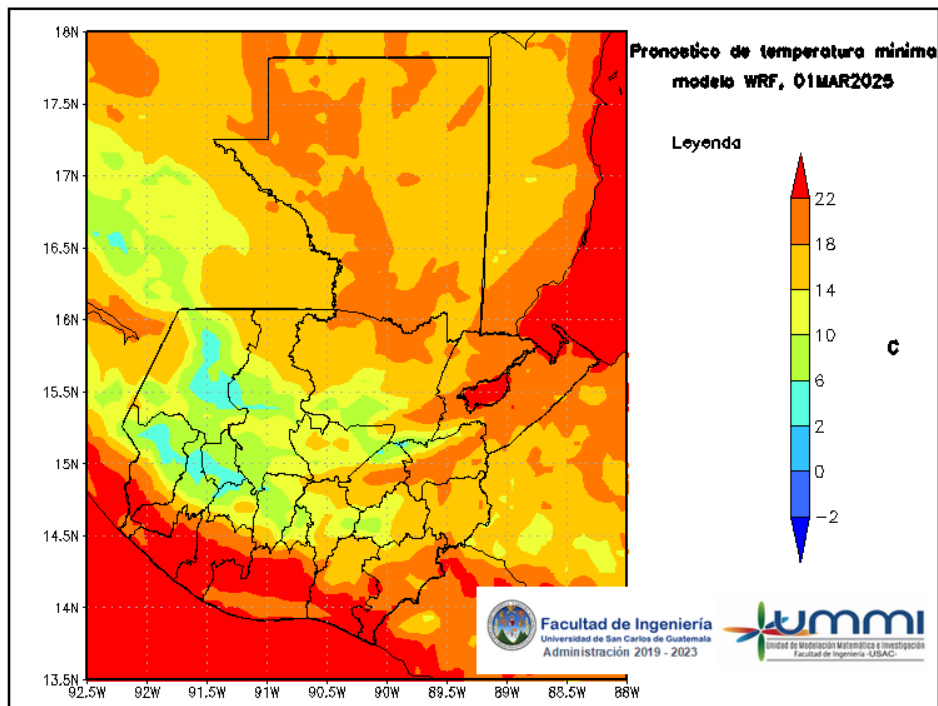 Pronostico de temperatura minima
modelo WRF, 01MAR2025
Leyenda
22
18
14
10
6
2
0
−2
C
18N
17.5N
17N
16.5N
16N
15.5N
15N
14.5N
14N
13.5N
92.5W 92W 91.5W 91W 90.5W 90W 89.5W 89W 88.5W 88W
Facultad de Ingeniería
Universidad de San Carlos de Guatemala
Administración 2019 - 2023
ummi
Unidad de Modelación Matemática e Investigación
Facultad de Ingeniería -USAC-